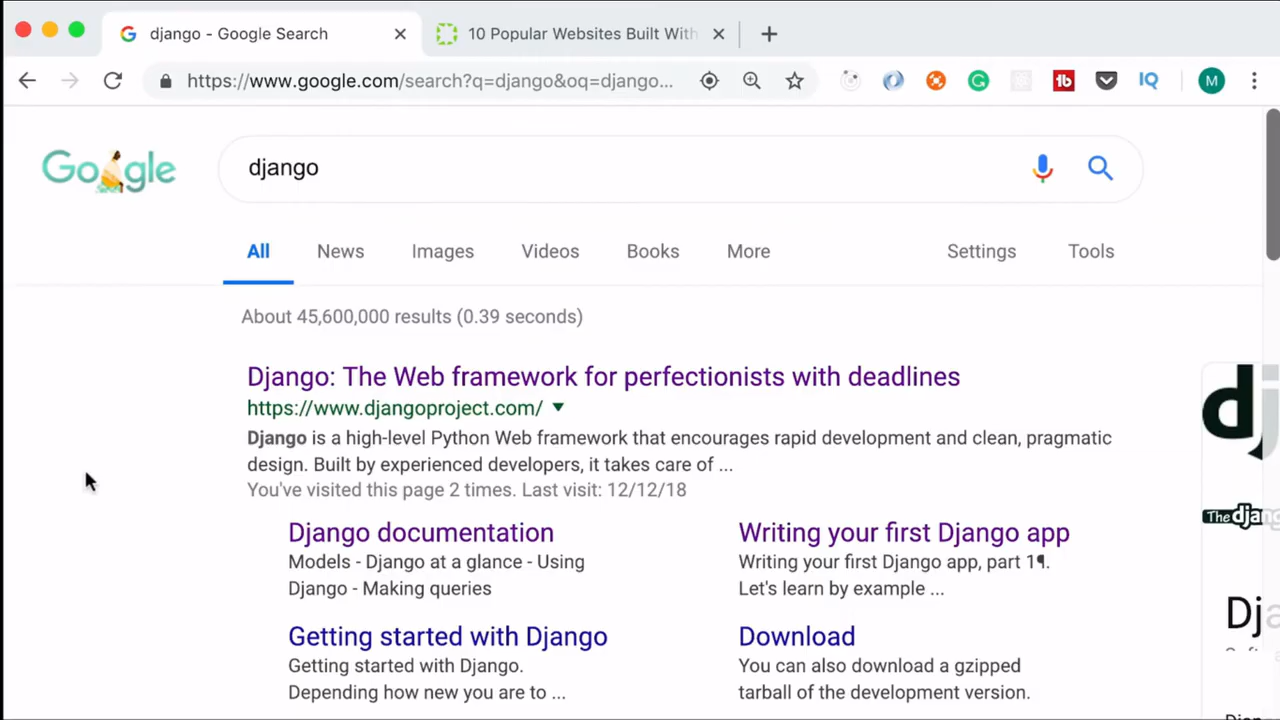 django - Google Search
10 Popular Websites Built With
https://www.google.com/search?q=django&oq=django...
tb
IQ
M
Google
django
All News Images Videos Books More Settings Tools
About 45,600,000 results (0.39 seconds)
Django: The Web framework for perfectionists with deadlines
https://www.djangoproject.com/
Django is a high-level Python Web framework that encourages rapid development and clean, pragmatic
design. Built by experienced developers, it takes care of ...
You've visited this page 2 times. Last visit: 12/12/18
Django documentation
Models - Django at a glance - Using
Django - Making queries
Writing your first Django app
Writing your first Django app, part 1¶.
Let's learn by example ...
Getting started with Django
Getting started with Django.
Depending how new you are to ...
Download
You can also download a gzipped
tarball of the development version.
dj
The djang
Dj